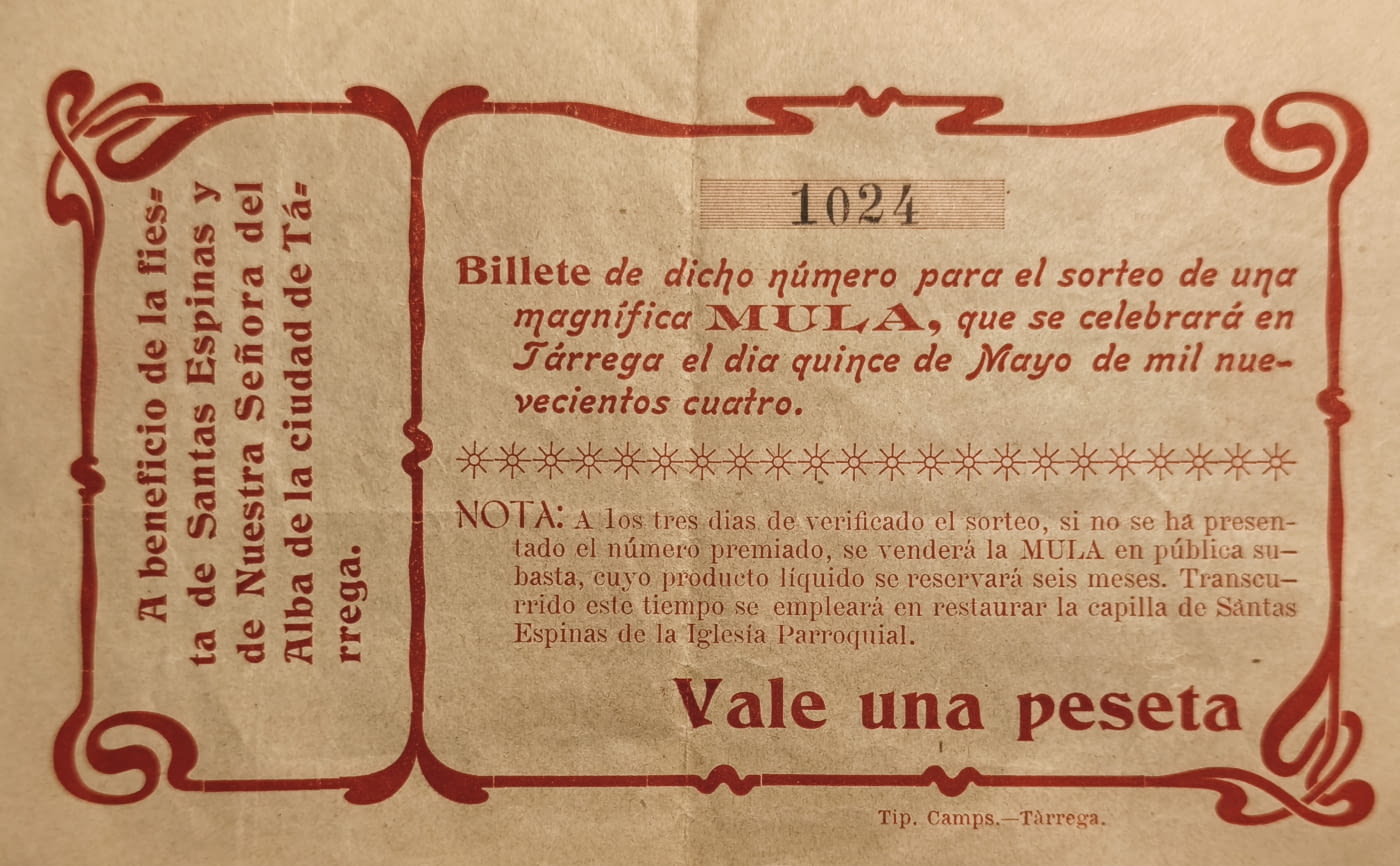 A beneficio de la fies=
ta de Santas Espinas y
de Nuestra Señora del
Alba de la ciudad de Tá=
rrega.
1024
Billete de dicho número para el sorteo de una
magnífica MULA, que se celebrará en
Tárrega el dia quince de Mayo de mil nue-
vecientos cuatro.
NOTA: A los tres dias de verificado el sorteo, si no se há presen-
tado el número premiado, se venderá la MULA en pública su-
basta, cuyo producto líquido se reservará seis meses. Transcu-
rrido este tiempo se empleará en restaurar la capilla de Santas
Espinas de la Iglesia Parroquial.
Vale una peseta
Tip. Camps.—Tàrrega.